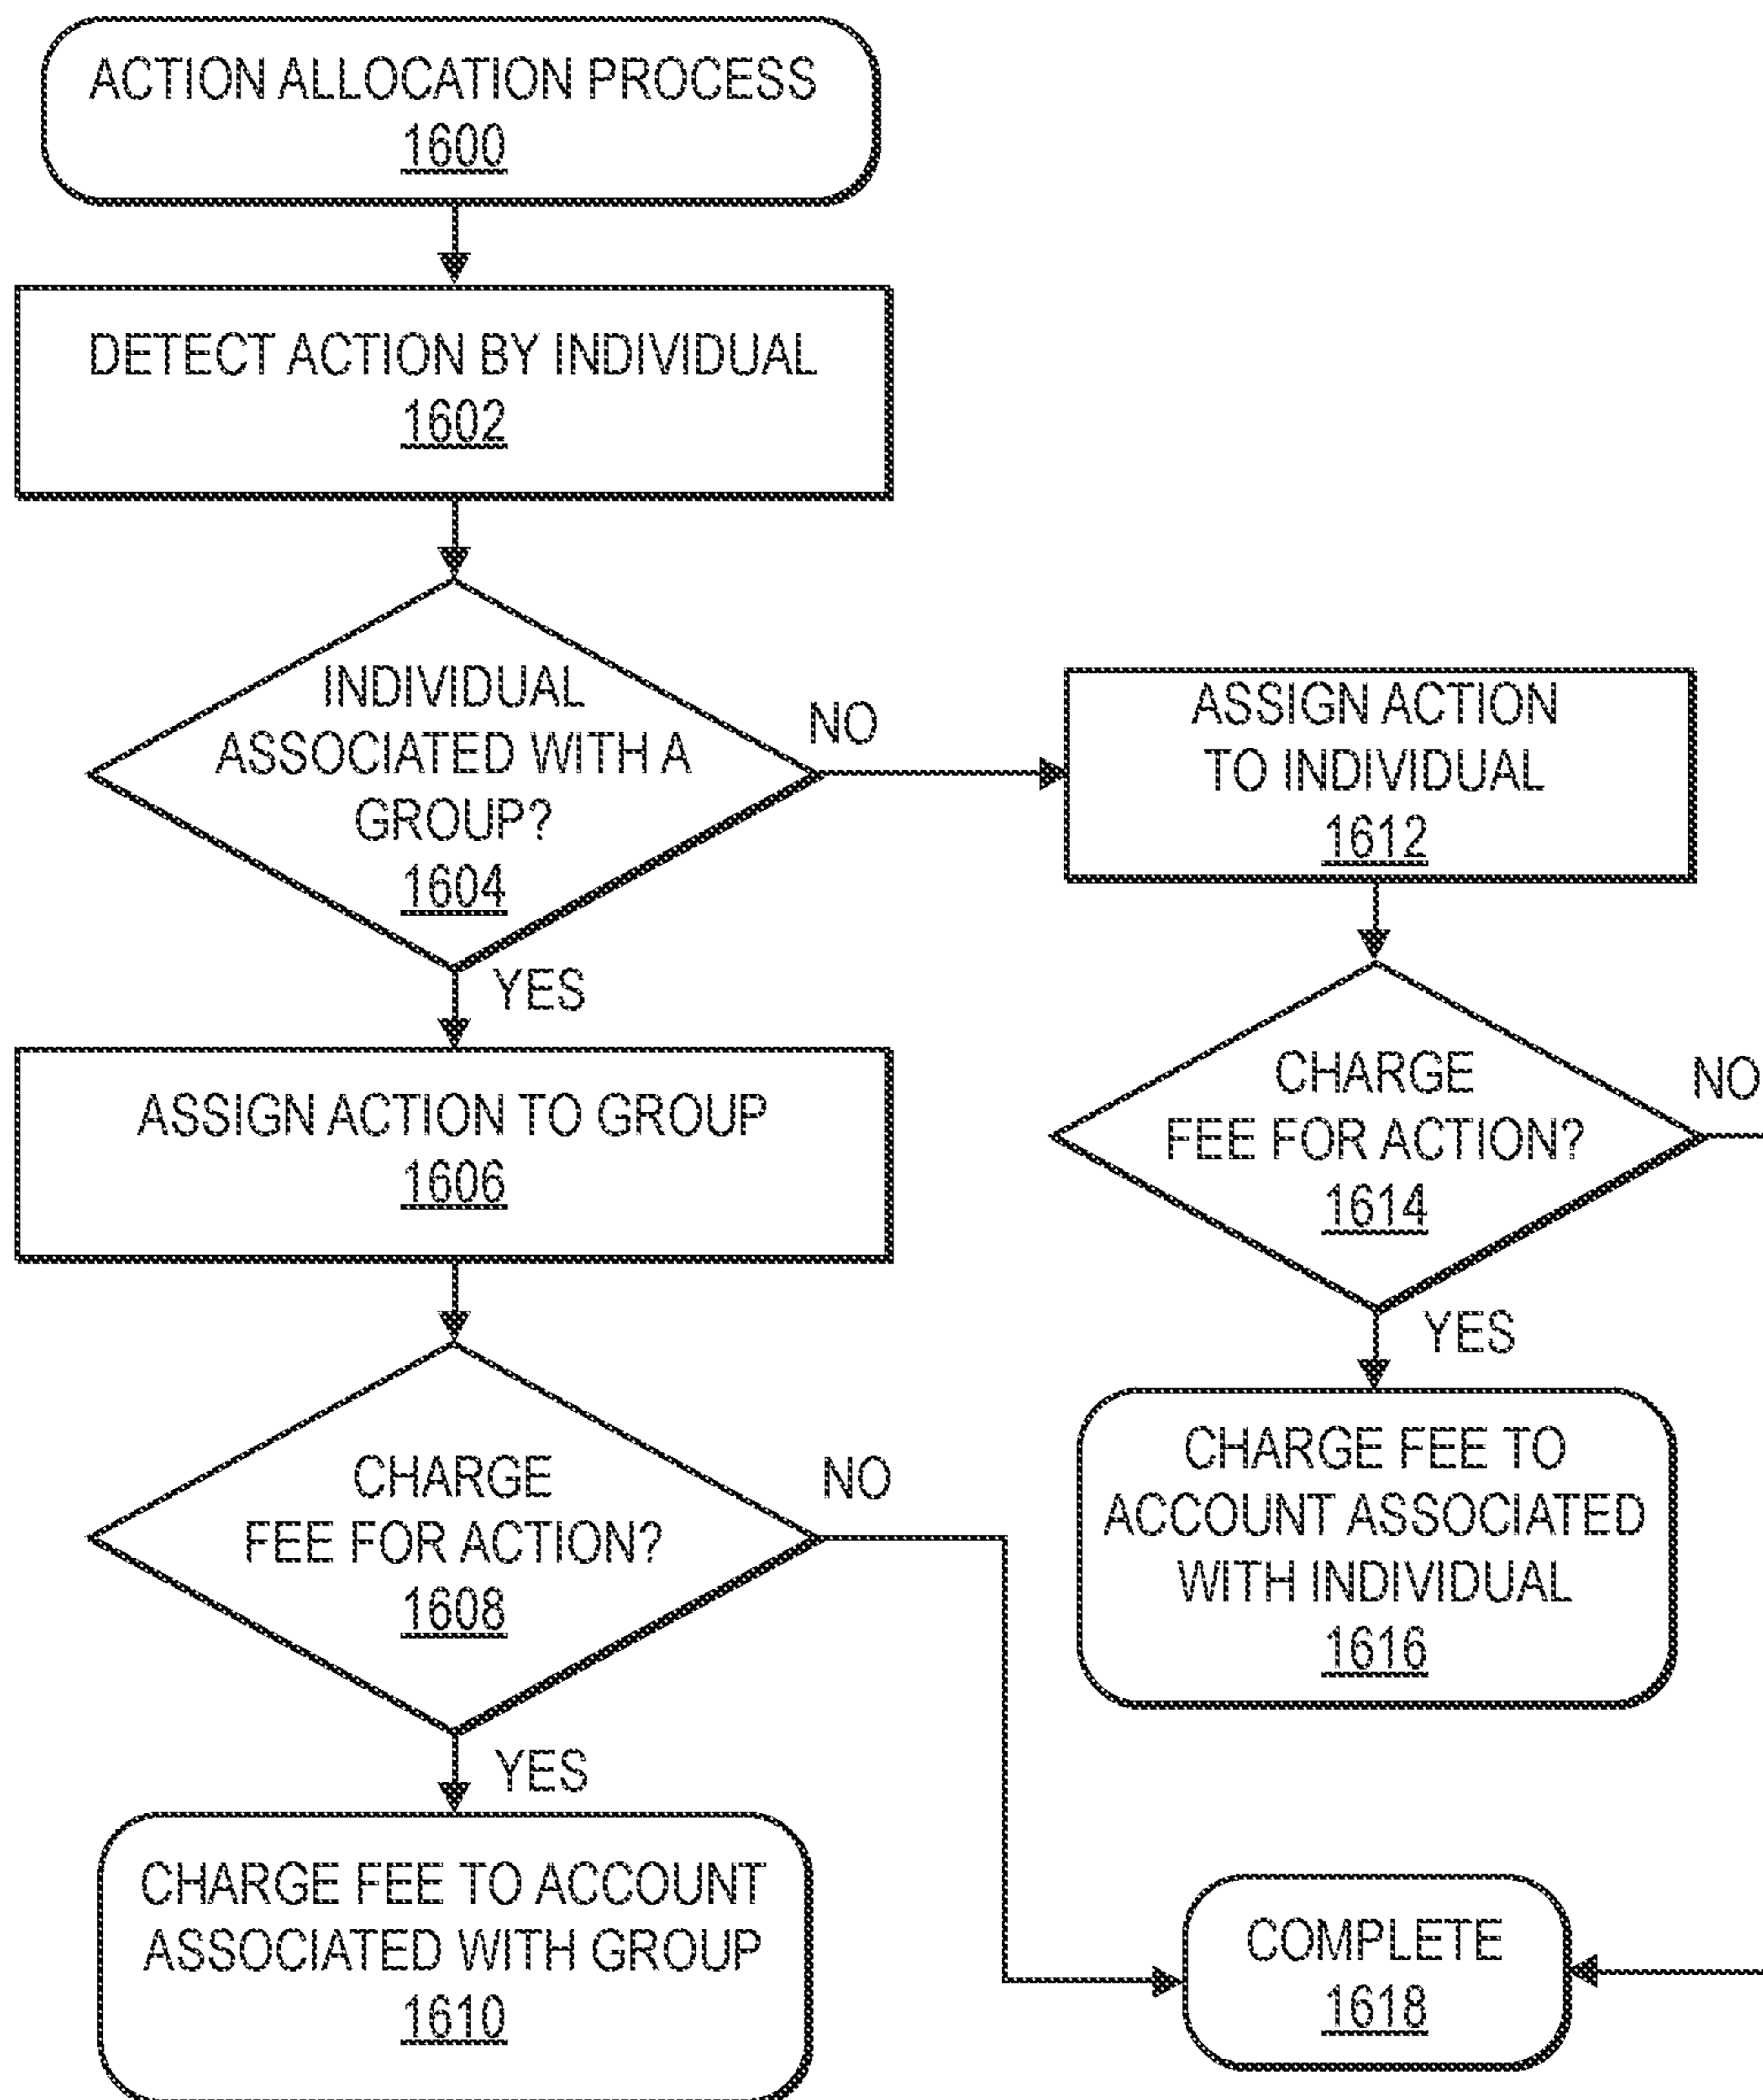 ACTION ALLOCATION PROCESS
1600
DETECT ACTION BY INDIVIDUAL
1602
INDIVIDUAL
ASSOCIATED WITH A
GROUP?
1604
NO
YES
ASSIGN ACTION
TO INDIVIDUAL
1612
ASSIGN ACTION TO GROUP
1606
CHARGE
FEE FOR ACTION?
1614
NO
YES
CHARGE
FEE FOR ACTION?
1608
NO
YES
CHARGE FEE TO
ACCOUNT ASSOCIATED
WITH INDIVIDUAL
1616
CHARGE FEE TO ACCOUNT
ASSOCIATED WITH GROUP
1610
COMPLETE
1618